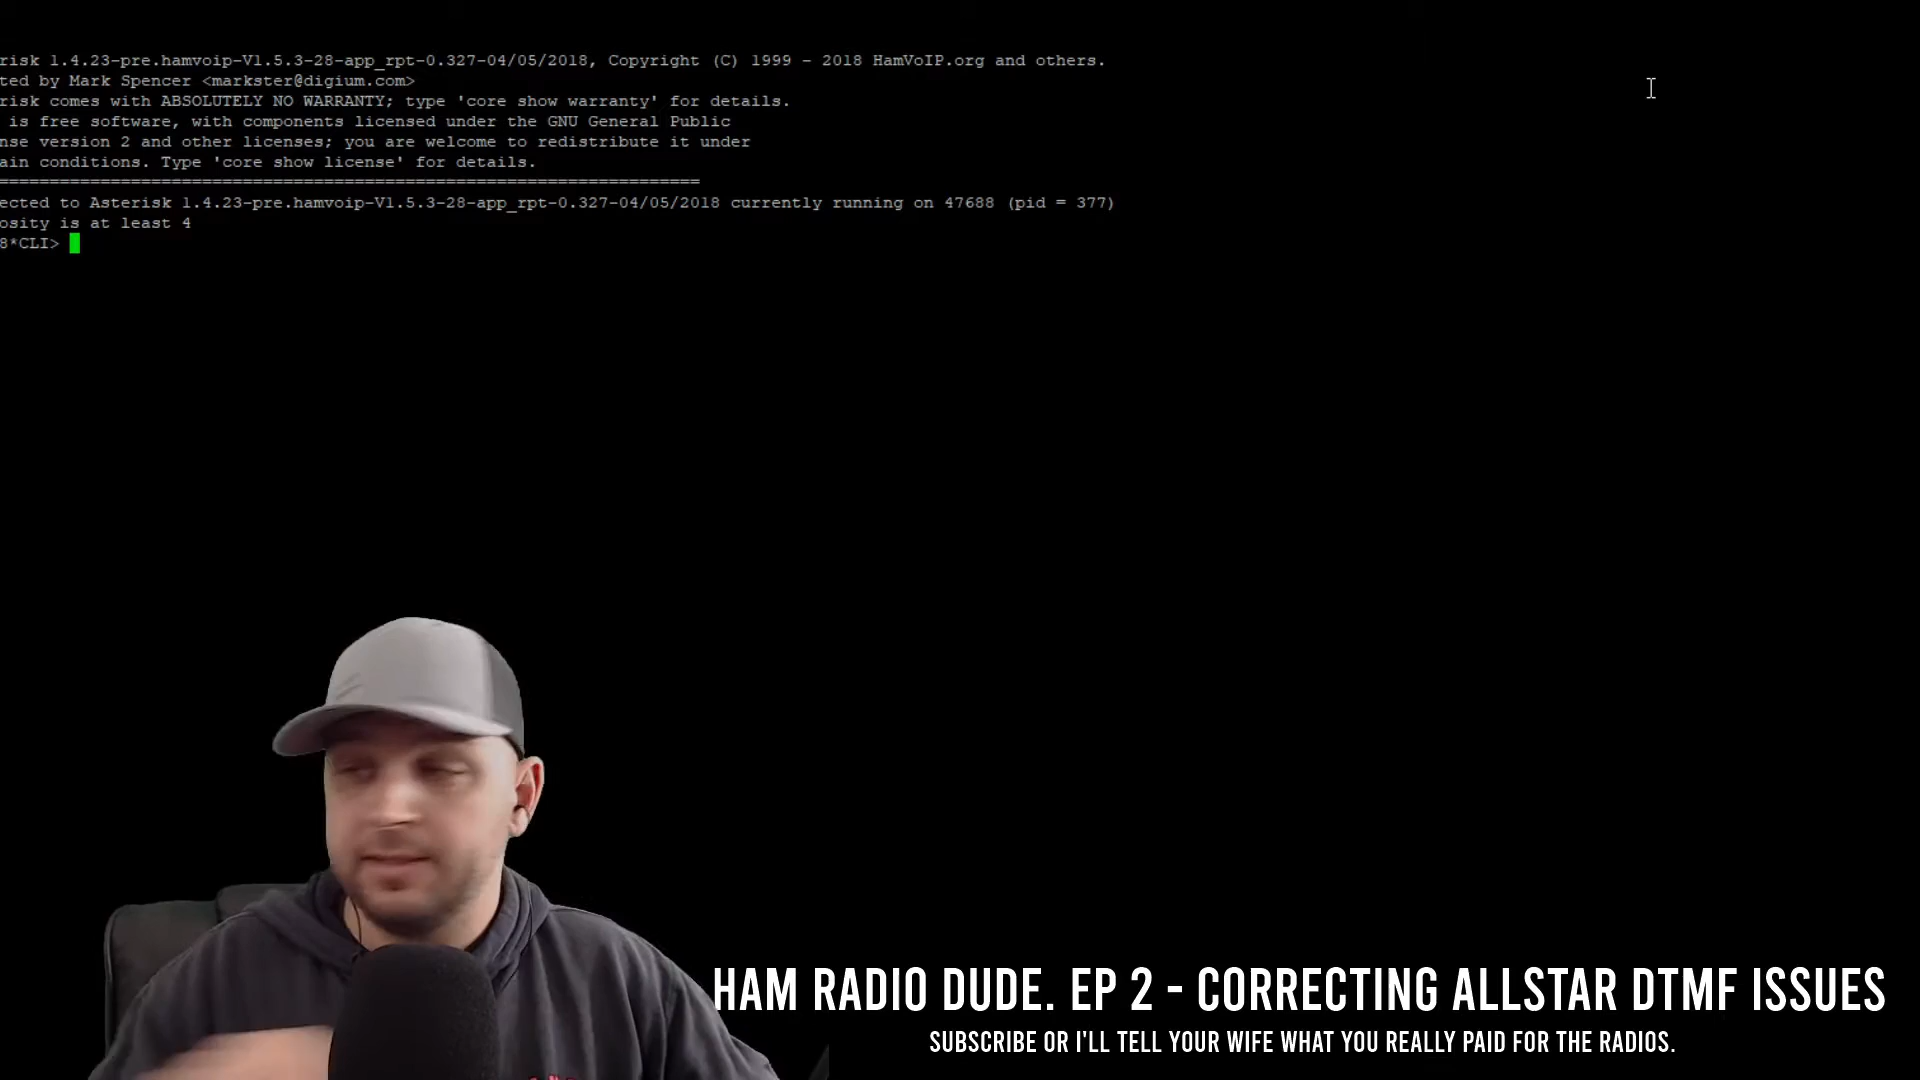 risk 1.4.23-pre.hamvoip-V1.5.3-28-app_rpt-0.327-04/05/2018, Copyright (C) 1999 - 2018 HamVoIP.org and others.
ted by Mark Spencer <markster@digium.com>
risk comes with ABSOLUTELY NO WARRANTY; type 'core show warranty' for details.
is free software, with components licensed under the GNU General Public
nse version 2 and other licenses; you are welcome to redistribute it under
ain conditions. Type 'core show license' for details.
=====================================================================
ected to Asterisk 1.4.23-pre.hamvoip-V1.5.3-28-app_rpt-0.327-04/05/2018 currently running on 47688 (pid = 377)
osity is at least 4
8*CLI>
HAM RADIO DUDE. EP 2 - CORRECTING ALLSTAR DTMF ISSUES
SUBSCRIBE OR I'LL TELL YOUR WIFE WHAT YOU REALLY PAID FOR THE RADIOS.